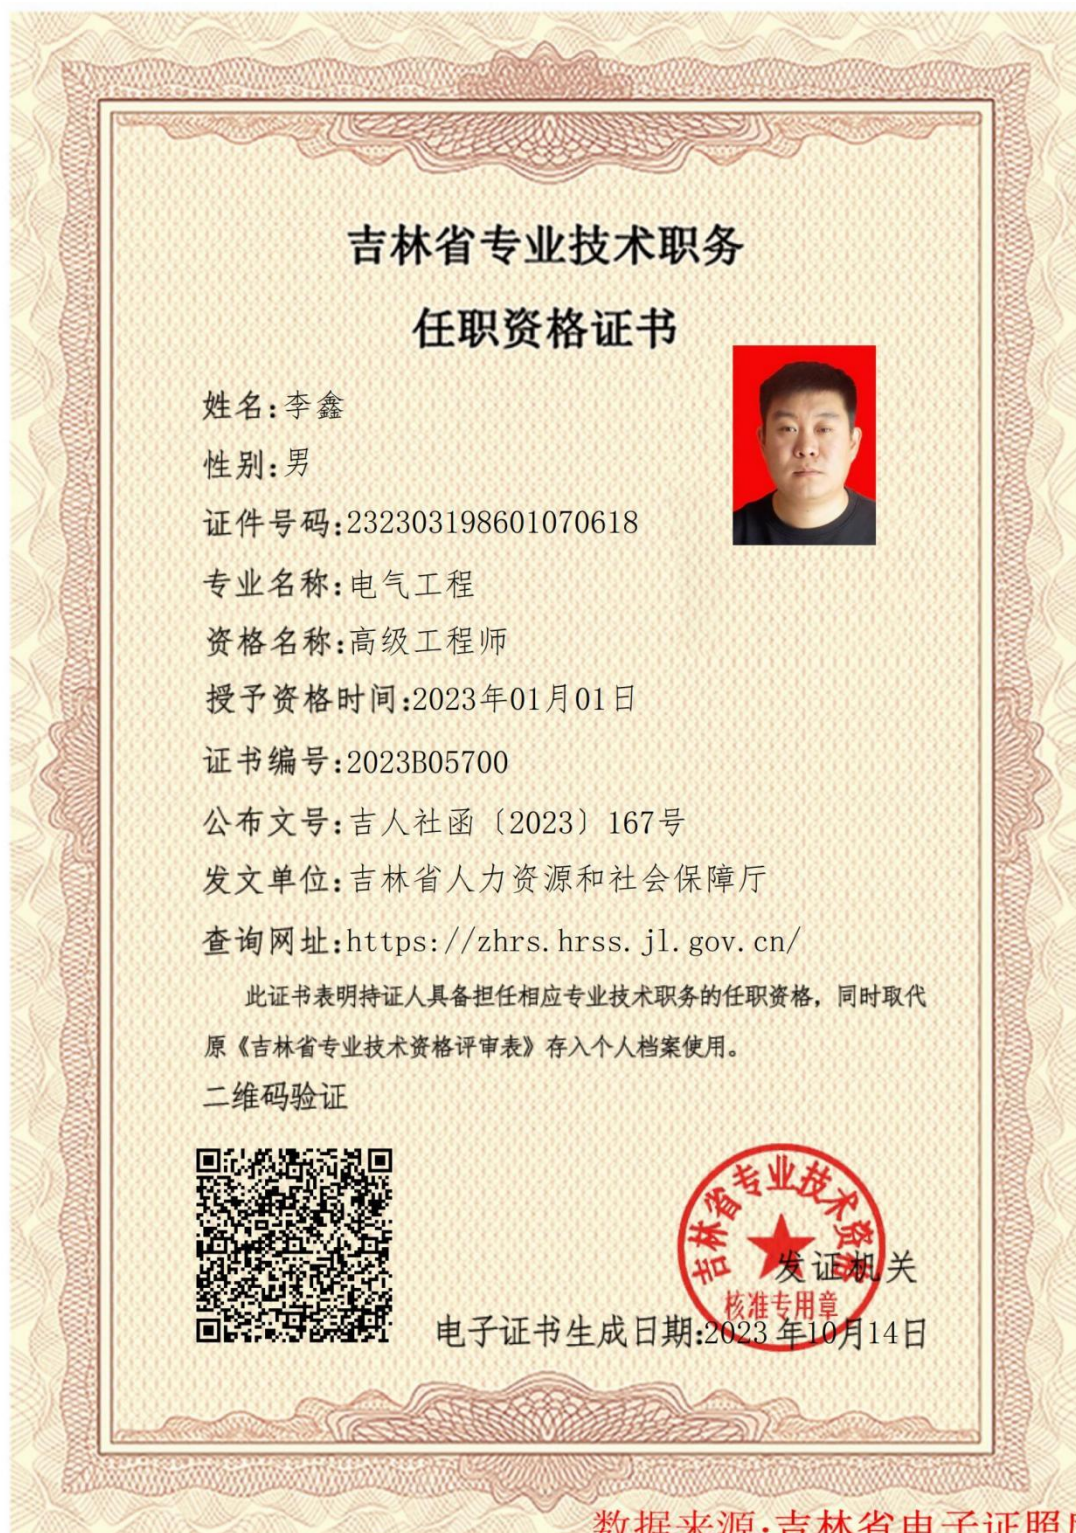 吉林省专业技术职务
任职资格证书
姓名:李鑫
性别:男
证件号码:232303198601070618
专业名称:电气工程
资格名称:高级工程师
授予资格时间:2023年01月01日
证书编号:2023B05700
公布文号:吉人社函〔2023〕167号
发文单位:吉林省人力资源和社会保障厅
查询网址:https://zhrs.hrss.jl.gov.cn/
此证书表明持证人具备担任相应专业技术职务的任职资格，同时取代
原《吉林省专业技术资格评审表》存入个人档案使用。
二维码验证
吉林省专业技术资格
核准专用章
发证机关
电子证书生成日期:2023年10月14日
数据来源:吉林省电子证照